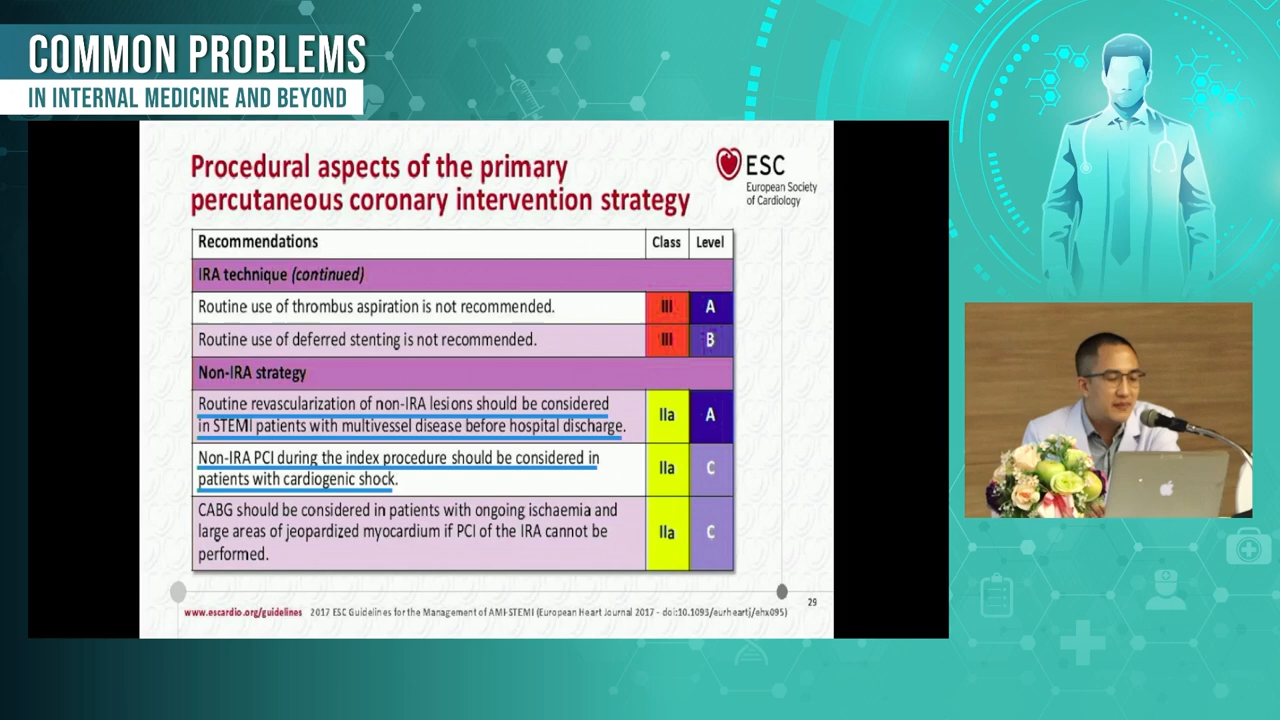 COMMON PROBLEMS
IN INTERNAL MEDICINE AND BEYOND
Procedural aspects of the primary
percutaneous coronary intervention strategy
ESC
European Society
of Cardiology
Recommendations Class Level
IRA technique (continued)
Routine use of thrombus aspiration is not recommended. III A
Routine use of deferred stenting is not recommended. III B
Non-IRA strategy
Routine revascularization of non-IRA lesions should be considered
in STEMI patients with multivessel disease before hospital discharge. IIa A
Non-IRA PCI during the index procedure should be considered in
patients with cardiogenic shock. IIa C
CABG should be considered in patients with ongoing ischaemia and
large areas of jeopardized myocardium if PCI of the IRA cannot be
performed. IIa C
29
www.escardio.org/guidelines 2017 ESC Guidelines for the Management of AMI-STEMI (European Heart Journal 2017 - doi:10.1093/eurheartj/ehx095)